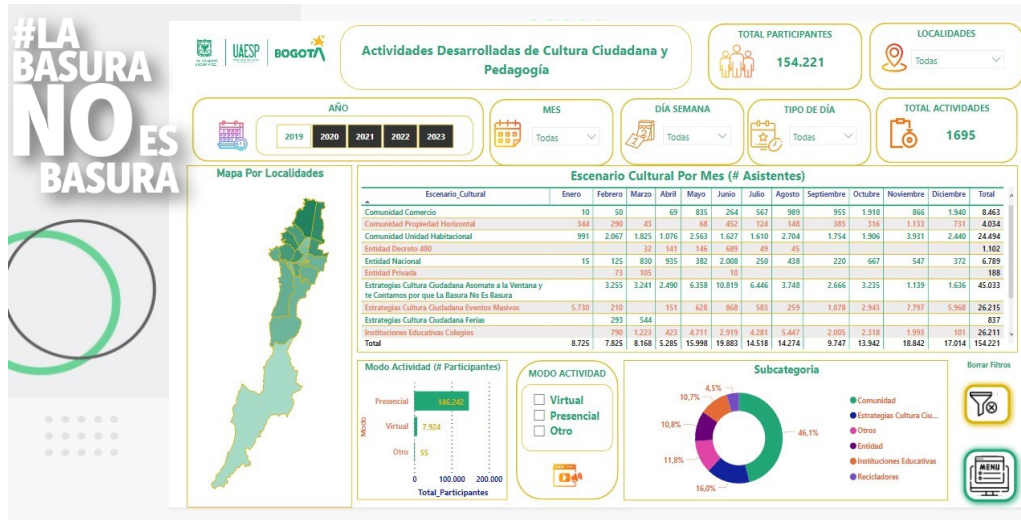 #LA
BASURA
NO ES
BASURA
UAESP
BOGOTÁ
Actividades Desarrolladas de Cultura Ciudadana y
Pedagogía
TOTAL PARTICIPANTES
154.221
LOCALIDADES
Todas
AÑO
2019 2020 2021 2022 2023
MES
Todas
DÍA SEMANA
Todas
TIPO DE DÍA
Todas
TOTAL ACTIVIDADES
1695
Mapa Por Localidades
Escenario Cultural Por Mes (# Asistentes)
Escenario_Cultural Enero Febrero Marzo Abril Mayo Junio Julio Agosto Septiembre Octubre Noviembre Diciembre Total
Comunidad Comercio 10 50 69 835 264 567 989 955 1.918 866 1.940 8.463
Comunidad Propiedad Horizontal 344 290 43 68 452 124 148 385 316 1.133 731 4.034
Comunidad Unidad Habitacional 991 2.067 1.825 1.076 2.563 1.627 1.610 2.704 1.754 1.906 3.931 2.440 24.494
Entidad Decreto 400 32 141 146 689 49 45 1.102
Entidad Nacional 15 125 830 935 382 2.008 250 438 220 667 547 372 6.789
Entidad Privada 73 105 10 188
Estrategias Cultura Ciudadana Asomate a la Ventana y
te Contamos por que La Basura No Es Basura 3.255 3.241 2.490 6.358 10.819 6.446 3.748 2.666 3.235 1.139 1.636 45.033
Estrategias Cultura Ciudadana Eventos Masivos 5.730 210 151 628 868 583 259 1.078 2.943 7.797 5.968 26.215
Estrategias Cultura Ciudadana Ferias 293 544 837
Instituciones Educativas Colegios 790 1.223 423 4.711 2.919 4.281 5.447 2.005 2.318 1.993 101 26.211
Total 8.725 7.825 8.168 5.285 15.998 19.883 14.518 14.274 9.747 13.942 18.842 17.014 154.221
Modo Actividad (# Participantes)
Modo
Presencial 146.242
Virtual 7.924
Otro 55
0 100.000 200.000
Total_Participantes
MODO ACTIVIDAD
Virtual
Presencial
Otro
Subcategoria
46,1%
16,0%
11,8%
10,8%
10,7%
4,5%
Comunidad
Estrategias Cultura Ciu...
Otros
Entidad
Instituciones Educativas
Recicladores
Borrar Filtros
MENU